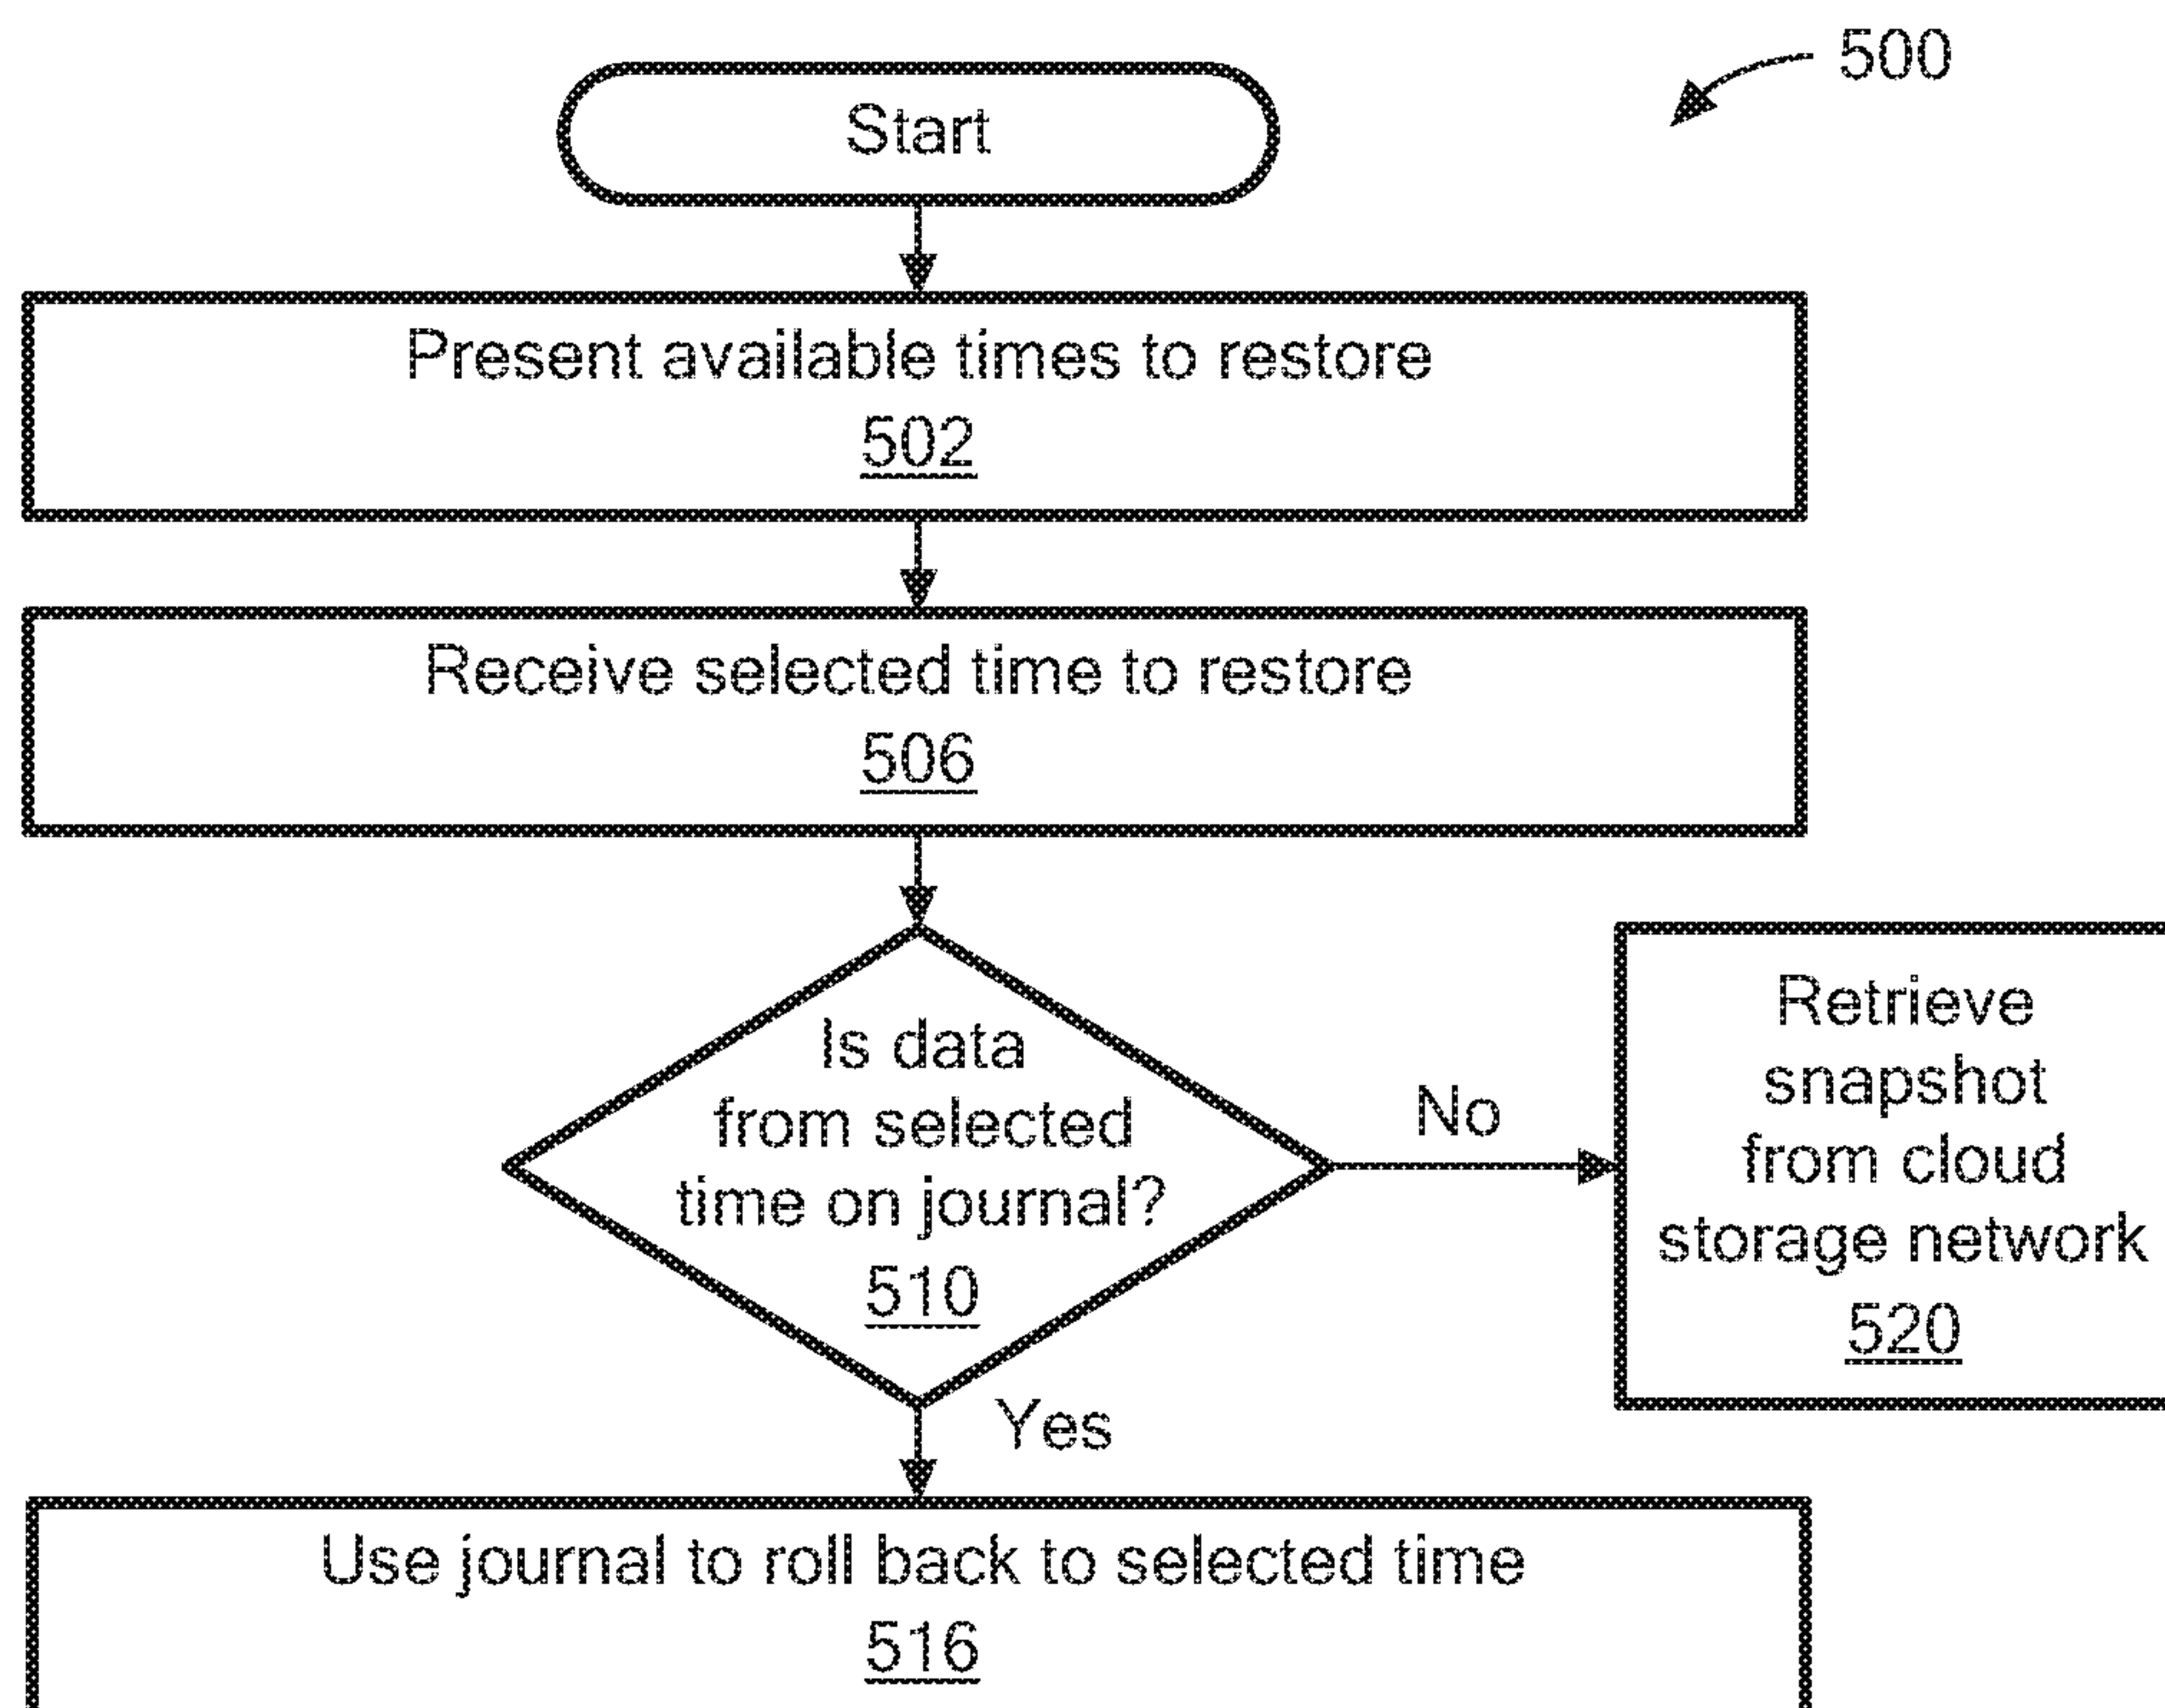 500
Start
Present available times to restore
502
Receive selected time to restore
506
Is data
from selected
time on journal?
510
No
Retrieve
snapshot
from cloud
storage network
520
Yes
Use journal to roll back to selected time
516